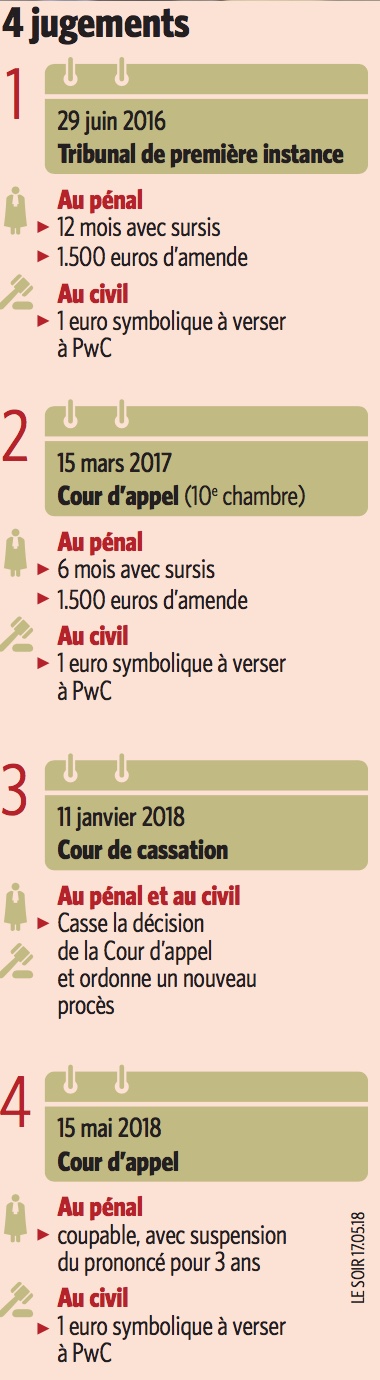 4 jugements
1
29 juin 2016
Tribunal de première instance
Au pénal
► 12 mois avec sursis
► 1.500 euros d’amende
Au civil
► 1 euro symbolique à verser
à PwC
2
15 mars 2017
Cour d’appel (10e chambre)
Au pénal
► 6 mois avec sursis
► 1.500 euros d’amende
Au civil
► 1 euro symbolique à verser
à PwC
3
11 janvier 2018
Cour de cassation
Au pénal et au civil
► Casse la décision
de la Cour d’appel
et ordonne un nouveau
procès
4
15 mai 2018
Cour d’appel
Au pénal
► coupable, avec suspension
du prononcé pour 3 ans
Au civil
► 1 euro symbolique à verser
à PwC
LE SOIR 17.05.18